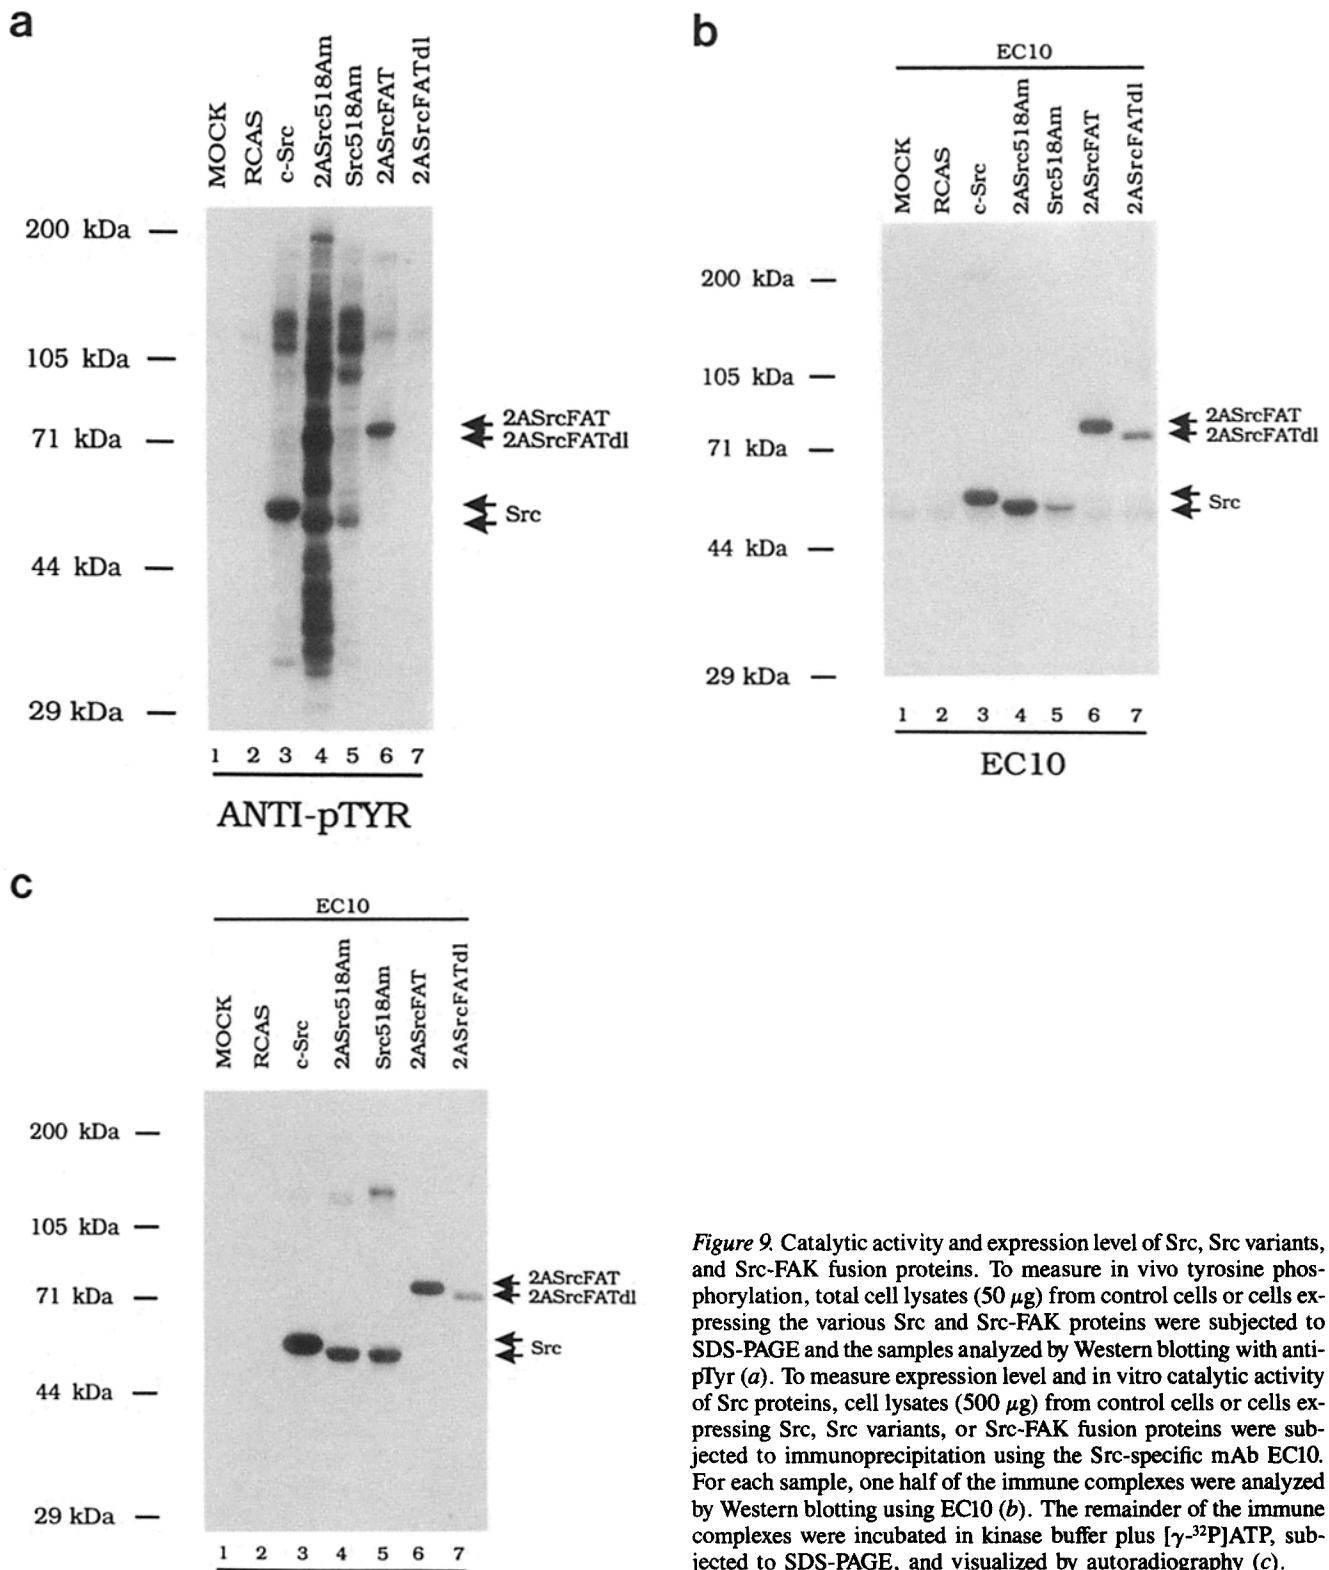 a
MOCK
RCAS
c-Src
2ASrc518Am
Src518Am
2ASrcFAT
2ASrcFATdl
200 kDa
105 kDa
71 kDa
44 kDa
29 kDa
2ASrcFAT
2ASrcFATdl
Src
1 2 3 4 5 6 7
ANTI-pTYR
b
EC10
MOCK
RCAS
c-Src
2ASrc518Am
Src518Am
2ASrcFAT
2ASrcFATdl
200 kDa
105 kDa
71 kDa
44 kDa
29 kDa
2ASrcFAT
2ASrcFATdl
Src
1 2 3 4 5 6 7
EC10
c
EC10
MOCK
RCAS
c-Src
2ASrc518Am
Src518Am
2ASrcFAT
2ASrcFATdl
200 kDa
105 kDa
71 kDa
44 kDa
29 kDa
2ASrcFAT
2ASrcFATdl
Src
1 2 3 4 5 6 7
Figure 9. Catalytic activity and expression level of Src, Src variants,
and Src-FAK fusion proteins. To measure in vivo tyrosine phos-
phorylation, total cell lysates (50 μg) from control cells or cells ex-
pressing the various Src and Src-FAK proteins were subjected to
SDS-PAGE and the samples analyzed by Western blotting with anti-
pTyr (a). To measure expression level and in vitro catalytic activity
of Src proteins, cell lysates (500 μg) from control cells or cells ex-
pressing Src, Src variants, or Src-FAK fusion proteins were sub-
jected to immunoprecipitation using the Src-specific mAb EC10.
For each sample, one half of the immune complexes were analyzed
by Western blotting using EC10 (b). The remainder of the immune
complexes were incubated in kinase buffer plus [γ-³²P]ATP, sub-
jected to SDS-PAGE, and visualized by autoradiography (c).